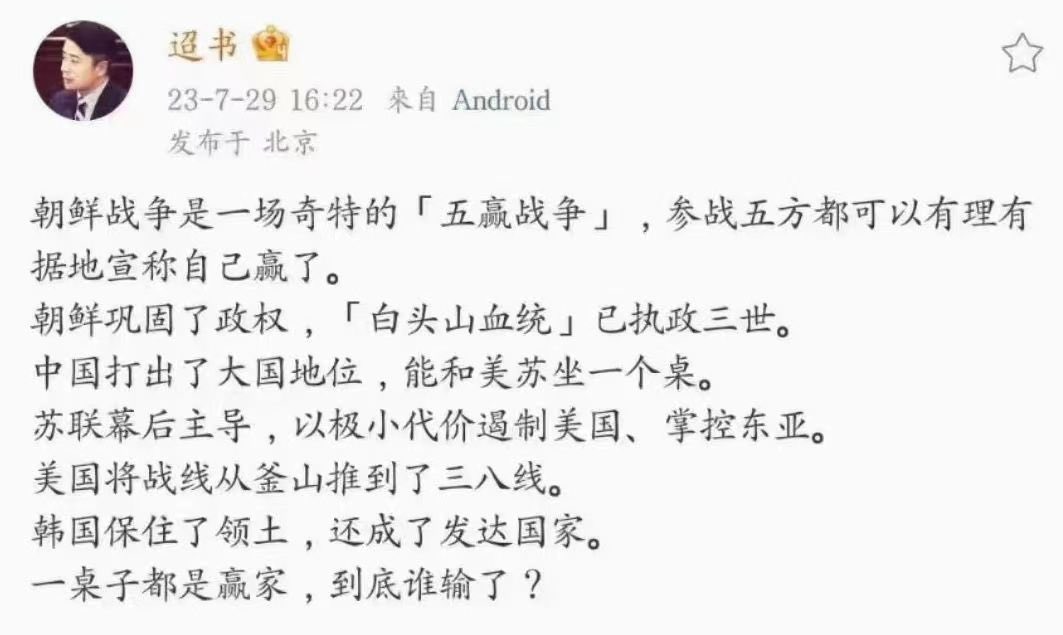 迢书
23-7-29 16:22 来自 Android
发布于 北京
朝鲜战争是一场奇特的「五赢战争」,参战五方都可以有理有
据地宣称自己赢了。
朝鲜巩固了政权,「白头山血统」已执政三世。
中国打出了大国地位,能和美苏坐一个桌。
苏联幕后主导,以极小代价遏制美国、掌控东亚。
美国将战线从釜山推到了三八线。
韩国保住了领土,还成了发达国家。
一桌子都是赢家,到底谁输了?